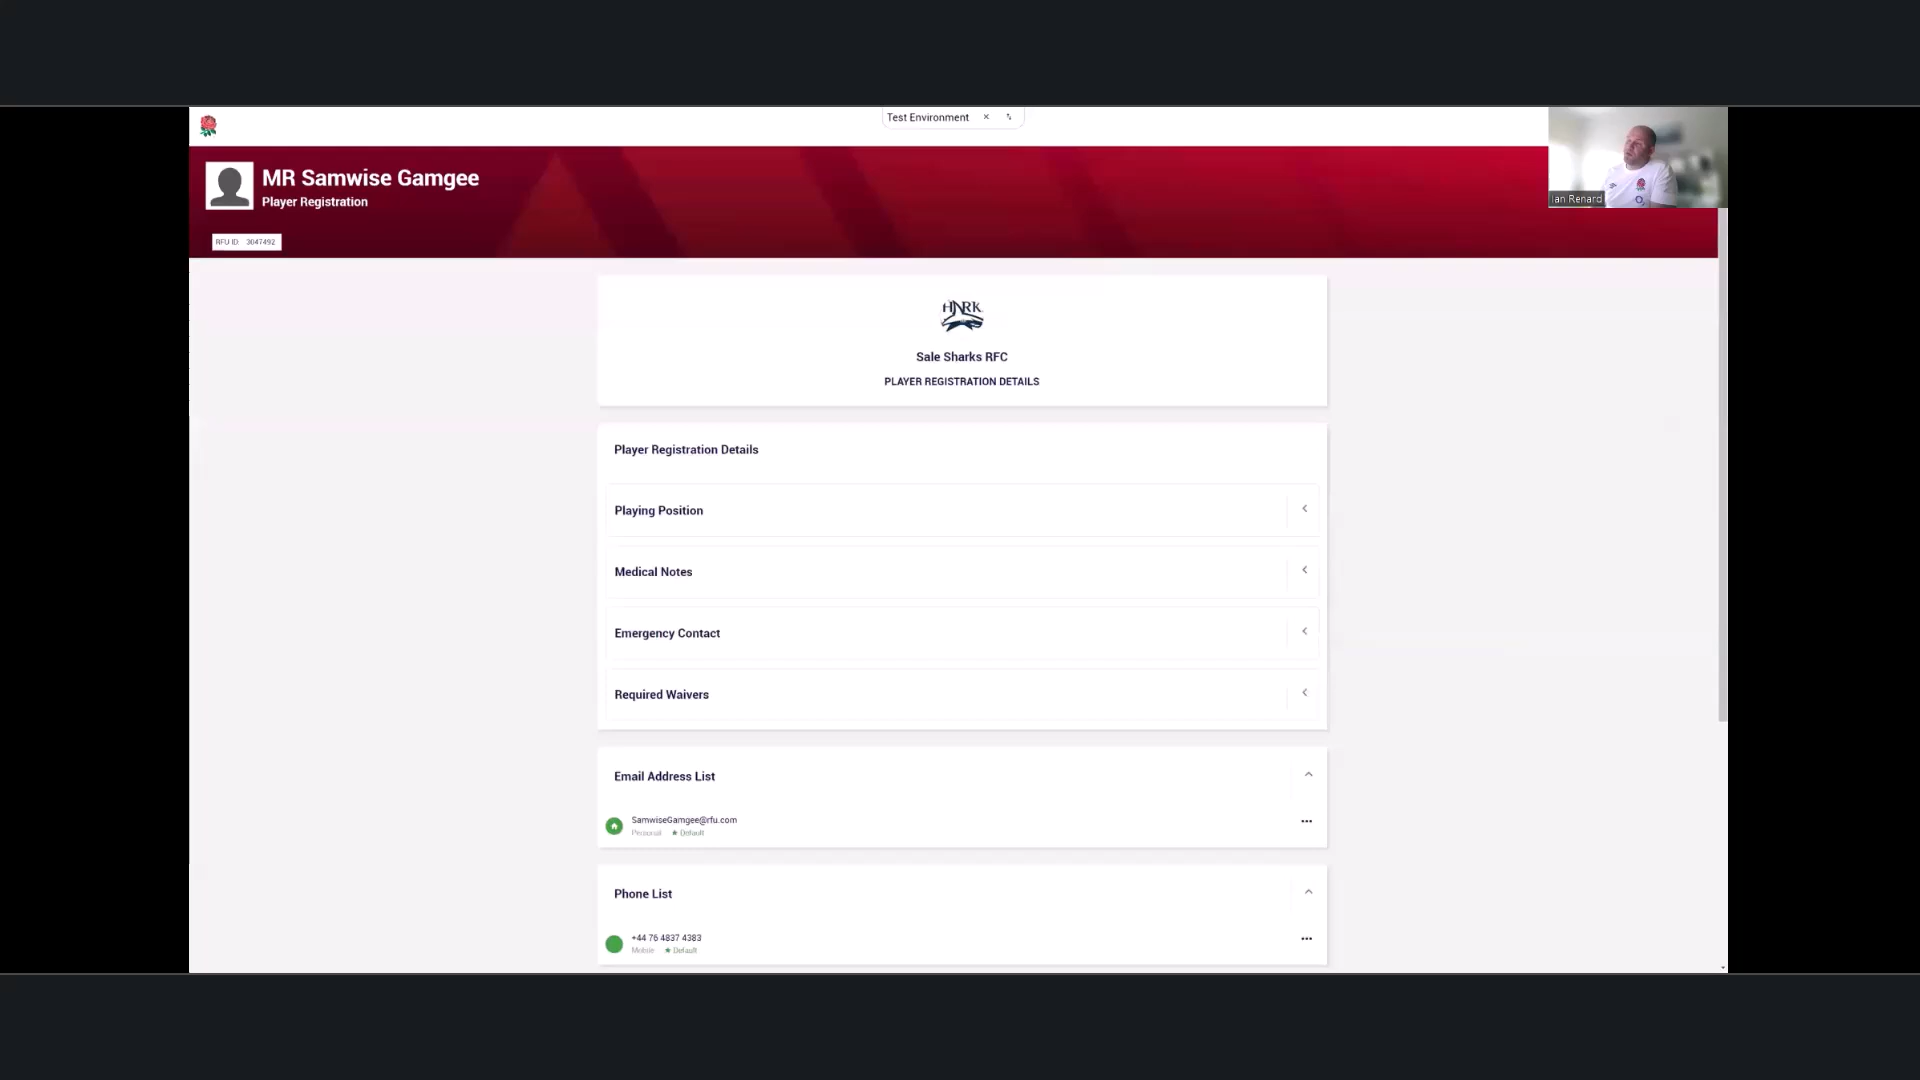 Test Environment
MR Samwise Gamgee
Player Registration
Ian Renard
RFU ID: 3047492
Sale Sharks RFC
PLAYER REGISTRATION DETAILS
Player Registration Details
Playing Position
Medical Notes
Emergency Contact
Required Waivers
Email Address List
SamwiseGamgee@rfu.com
Personal ★ Default
Phone List
+44 76 4837 4383
Mobile ★ Default